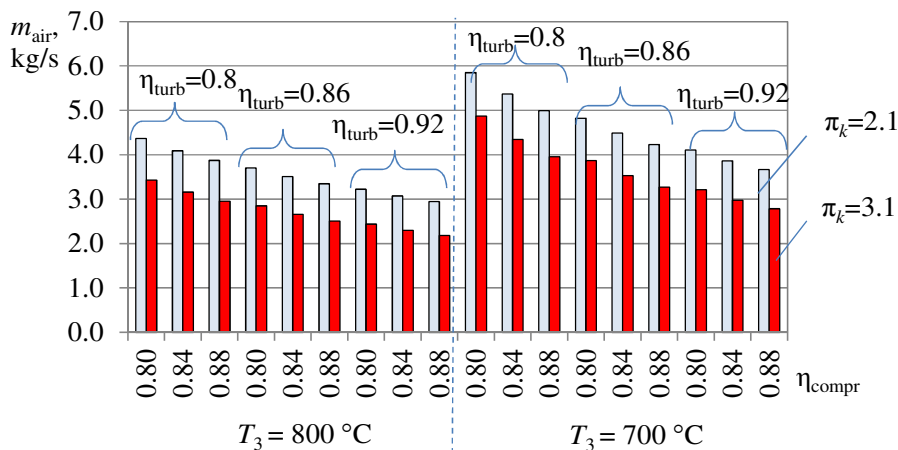 m_air,
kg/s
7.0
6.0
5.0
4.0
3.0
2.0
1.0
0.0
η_turb=0.8
η_turb=0.86
η_turb=0.92
η_turb=0.8
η_turb=0.86
η_turb=0.92
π_k=2.1
π_k=3.1
0.80 0.84 0.88 0.80 0.84 0.88 0.80 0.84 0.88 0.80 0.84 0.88 0.80 0.84 0.88 0.80 0.84 0.88
η_compr
T_3 = 800 °C
T_3 = 700 °C